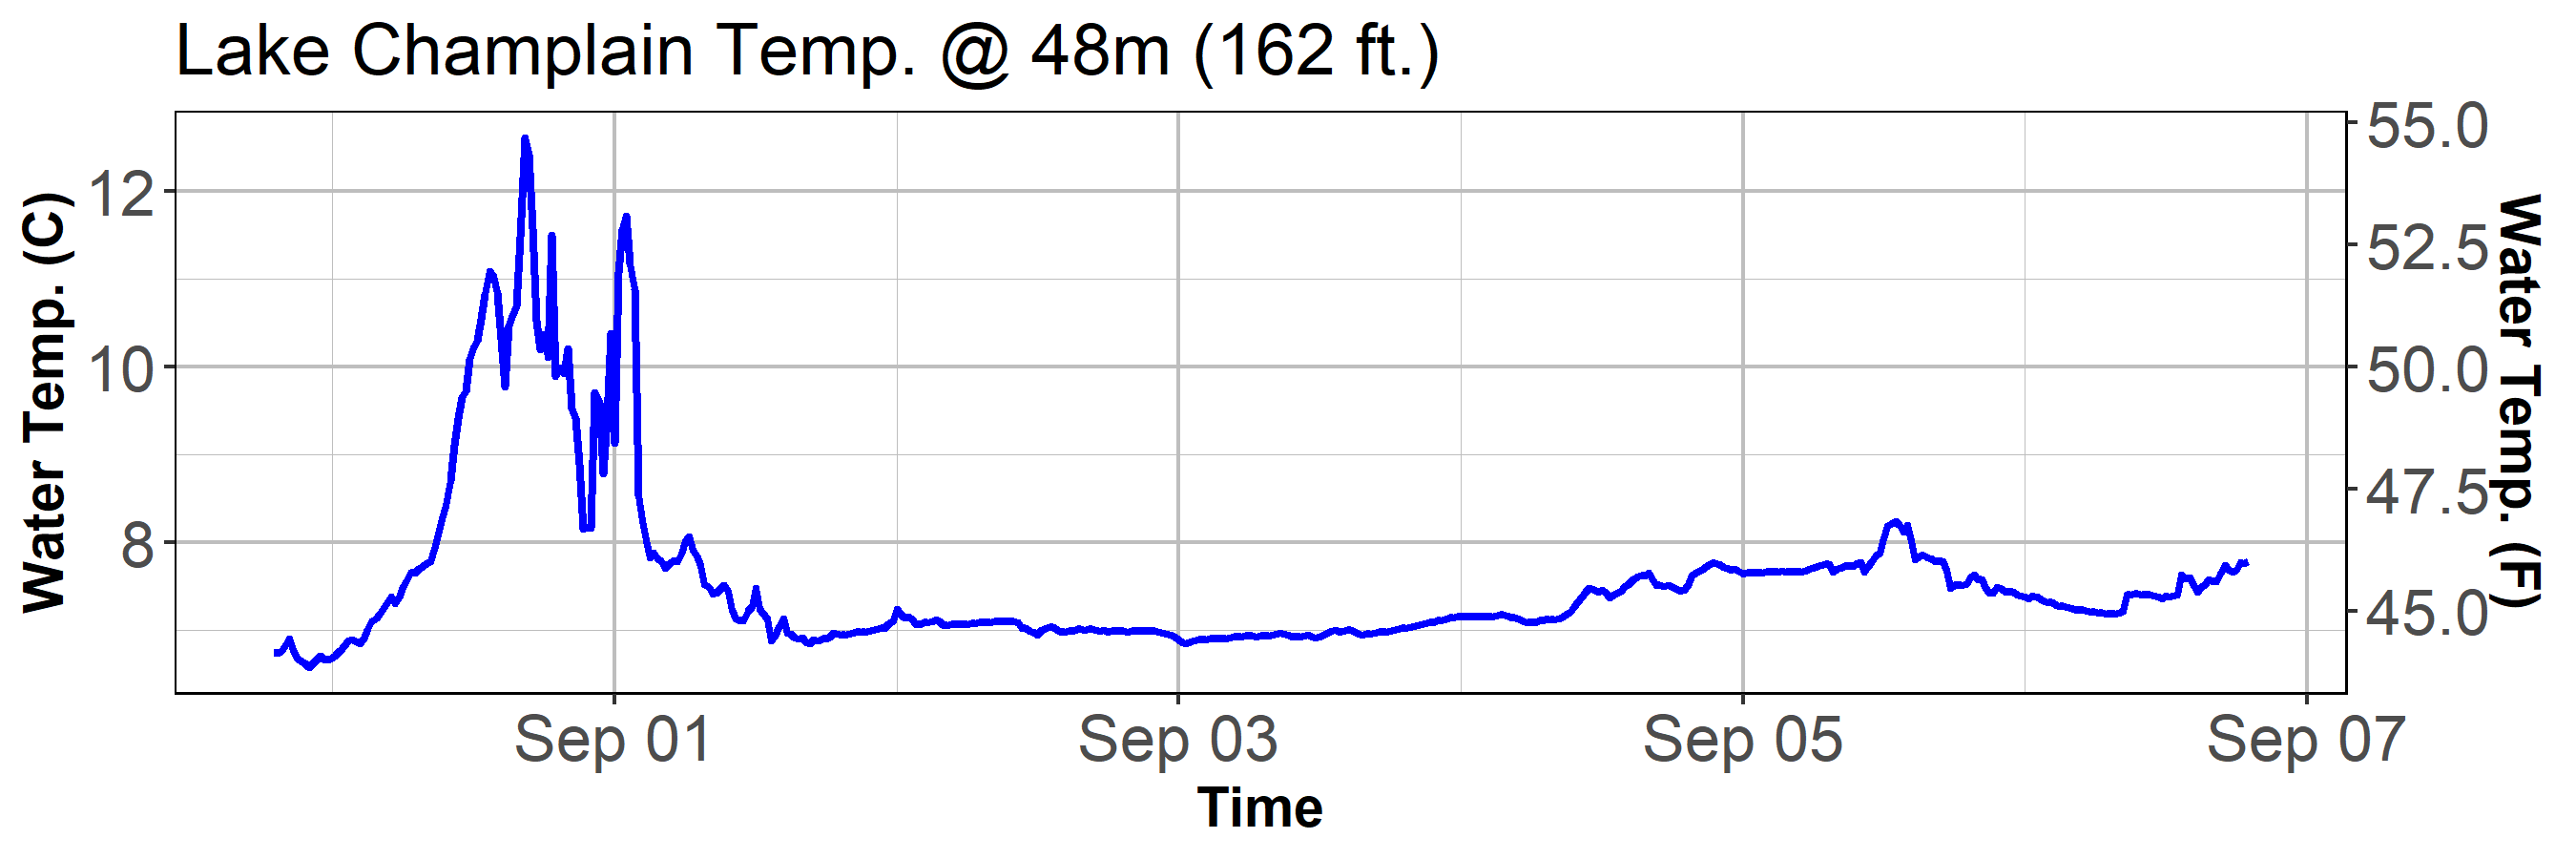 Lake Champlain Temp. @ 48m (162 ft.)
Water Temp. (C)
12
10
8
55.0
52.5
50.0
47.5
45.0
Water Temp. (F)
Sep 01 Sep 03 Sep 05 Sep 07
Time